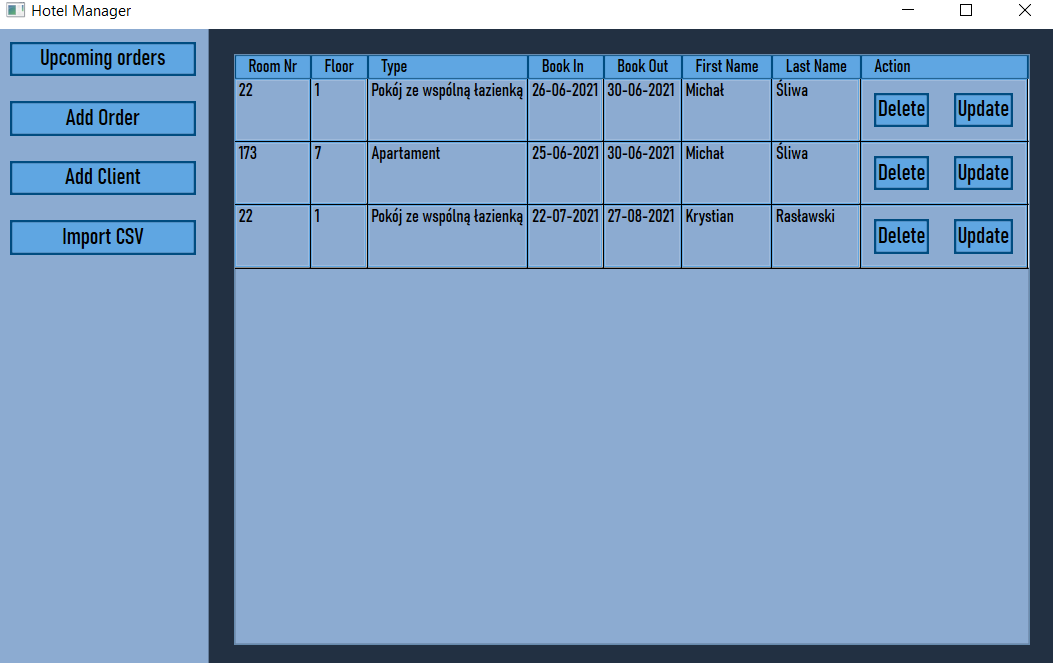 Hotel Manager
Upcoming orders
Add Order
Add Client
Import CSV
Room Nr Floor Type Book In Book Out First Name Last Name Action
22 1 Pokój ze wspólną łazienką 26-06-2021 30-06-2021 Michał Śliwa Delete Update
173 7 Apartament 25-06-2021 30-06-2021 Michał Śliwa Delete Update
22 1 Pokój ze wspólną łazienką 22-07-2021 27-08-2021 Krystian Rasławski Delete Update